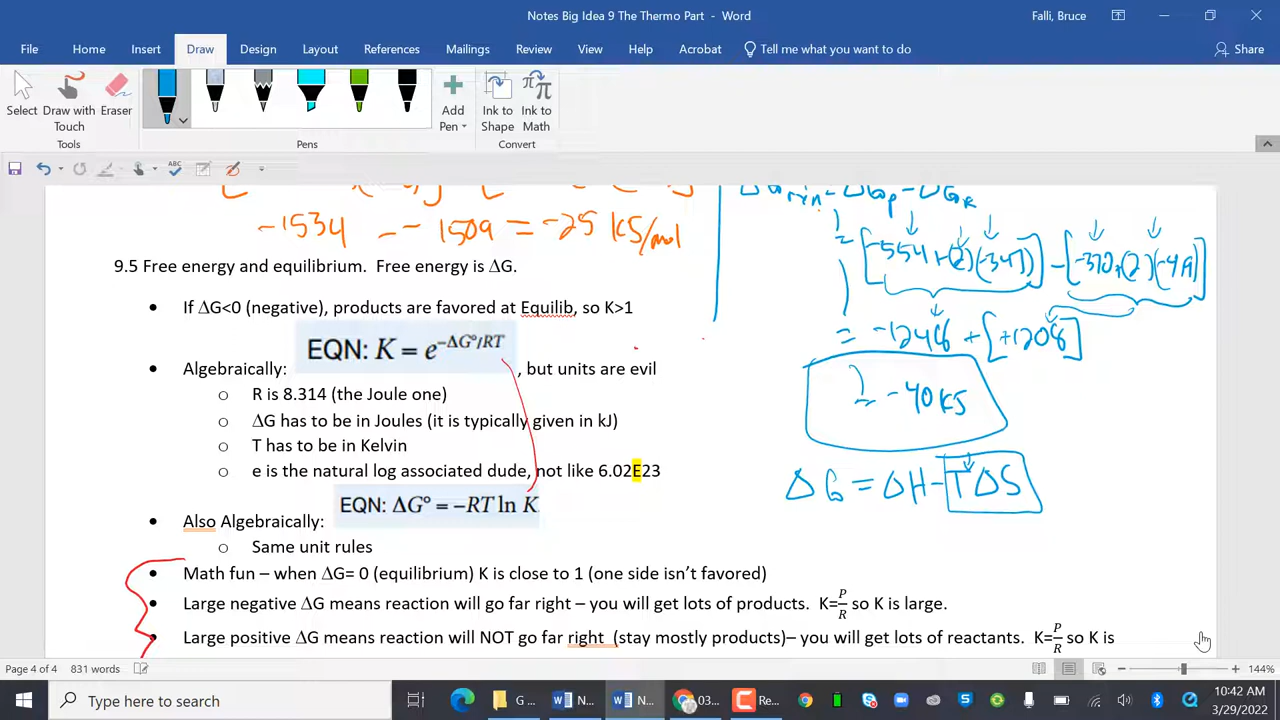 Notes Big Idea 9 The Thermo Part - Word
Falli, Bruce
File Home Insert Draw Design Layout References Mailings Review View Help Acrobat Tell me what you want to do Share
Select Draw with Touch Eraser Add Pen Ink to Shape Ink to Math
Tools Pens Convert
-1534 - - 1509 = -25 KJ/mol
9.5 Free energy and equilibrium.  Free energy is ΔG.
• If ΔG<0 (negative), products are favored at Equilib, so K>1
• Algebraically: EQN: K = e^-ΔG°/RT , but units are evil
o R is 8.314 (the Joule one)
o ΔG has to be in Joules (it is typically given in kJ)
o T has to be in Kelvin
o e is the natural log associated dude, not like 6.02E23
• Also Algebraically: EQN: ΔG° = −RT ln K
o Same unit rules
• Math fun – when ΔG= 0 (equilibrium) K is close to 1 (one side isn't favored)
• Large negative ΔG means reaction will go far right – you will get lots of products.  K=P/R so K is large.
• Large positive ΔG means reaction will NOT go far right  (stay mostly products)– you will get lots of reactants.  K=P/R so K is
= -1248 + [+1208]
= -40 KJ
ΔG = ΔH - TΔS
Page 4 of 4 831 words 144%
Type here to search
G ... N... N... 03... Re...
10:42 AM
3/29/2022